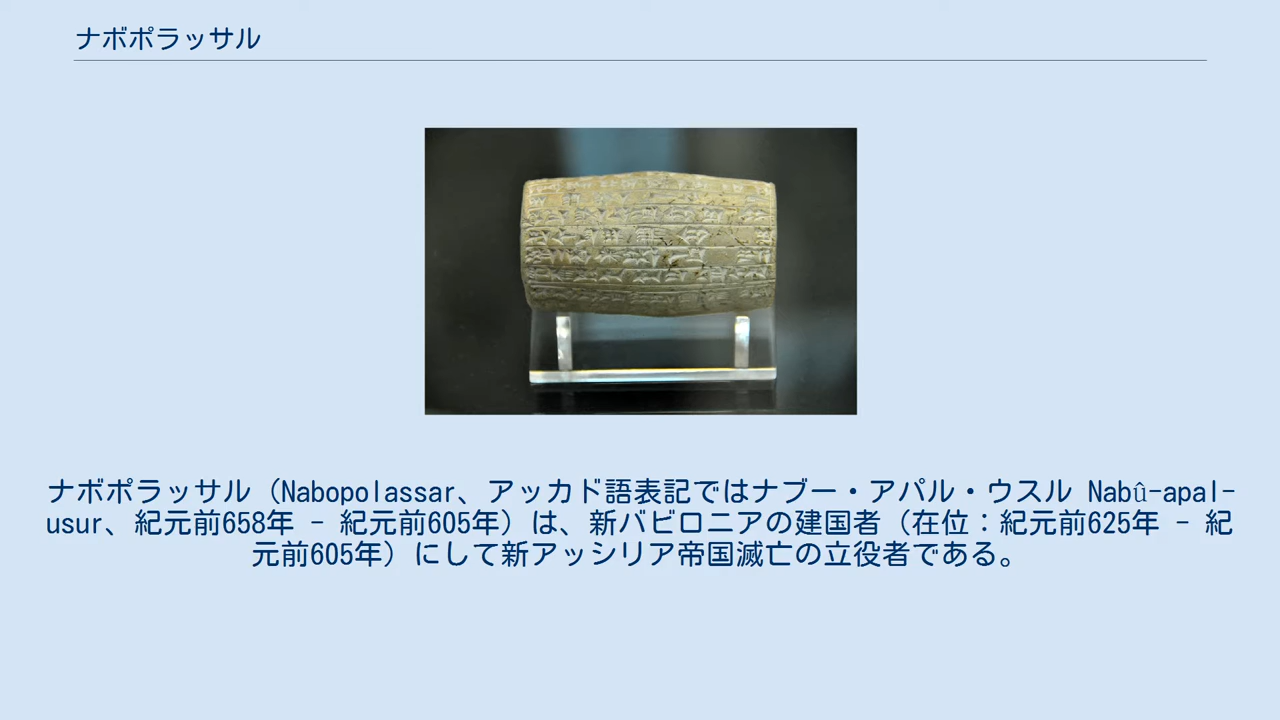 ナボポラッサル
ナボポラッサル（Nabopolassar、アッカド語表記ではナブー・アパル・ウスル Nabû-apal-
usur、紀元前658年 - 紀元前605年）は、新バビロニアの建国者（在位：紀元前625年 - 紀
元前605年）にして新アッシリア帝国滅亡の立役者である。